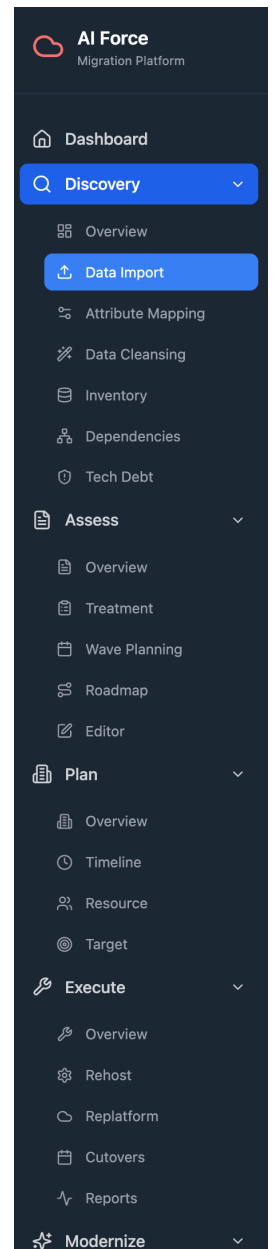 AI Force
Migration Platform
Dashboard
Discovery
Overview
Data Import
Attribute Mapping
Data Cleansing
Inventory
Dependencies
Tech Debt
Assess
Overview
Treatment
Wave Planning
Roadmap
Editor
Plan
Overview
Timeline
Resource
Target
Execute
Overview
Rehost
Replatform
Cutovers
Reports
Modernize